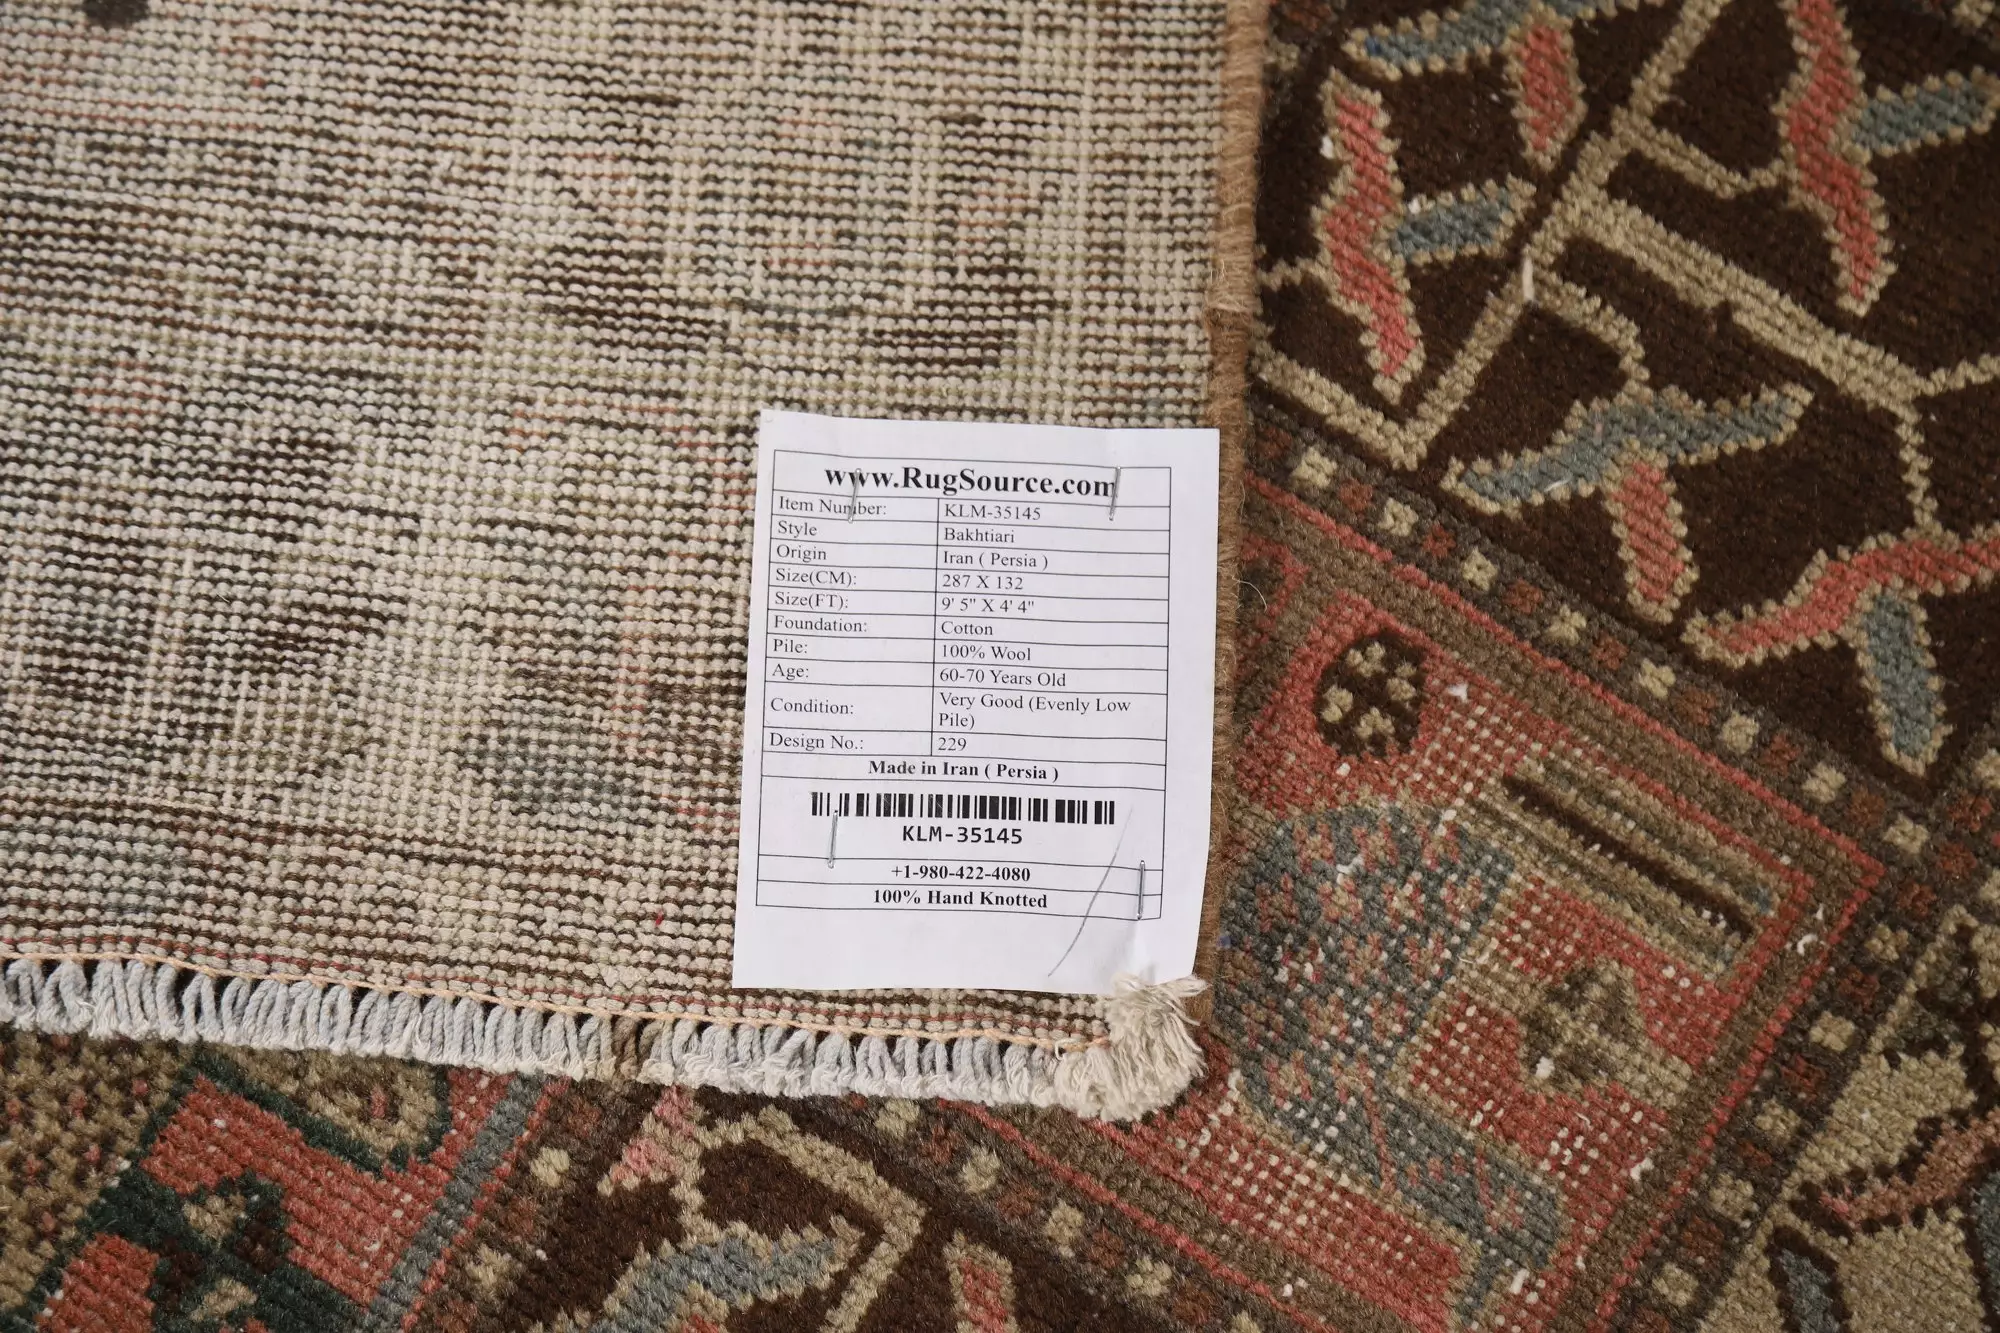 www.RugSource.com
Item Number: KLM-35145
Style Bakhtiari
Origin Iran ( Persia )
Size(CM): 287 X 132
Size(FT): 9' 5" X 4' 4"
Foundation: Cotton
Pile: 100% Wool
Age: 60-70 Years Old
Condition: Very Good (Evenly Low
Pile)
Design No.: 229
Made in Iran ( Persia )
KLM-35145
+1-980-422-4080
100% Hand Knotted